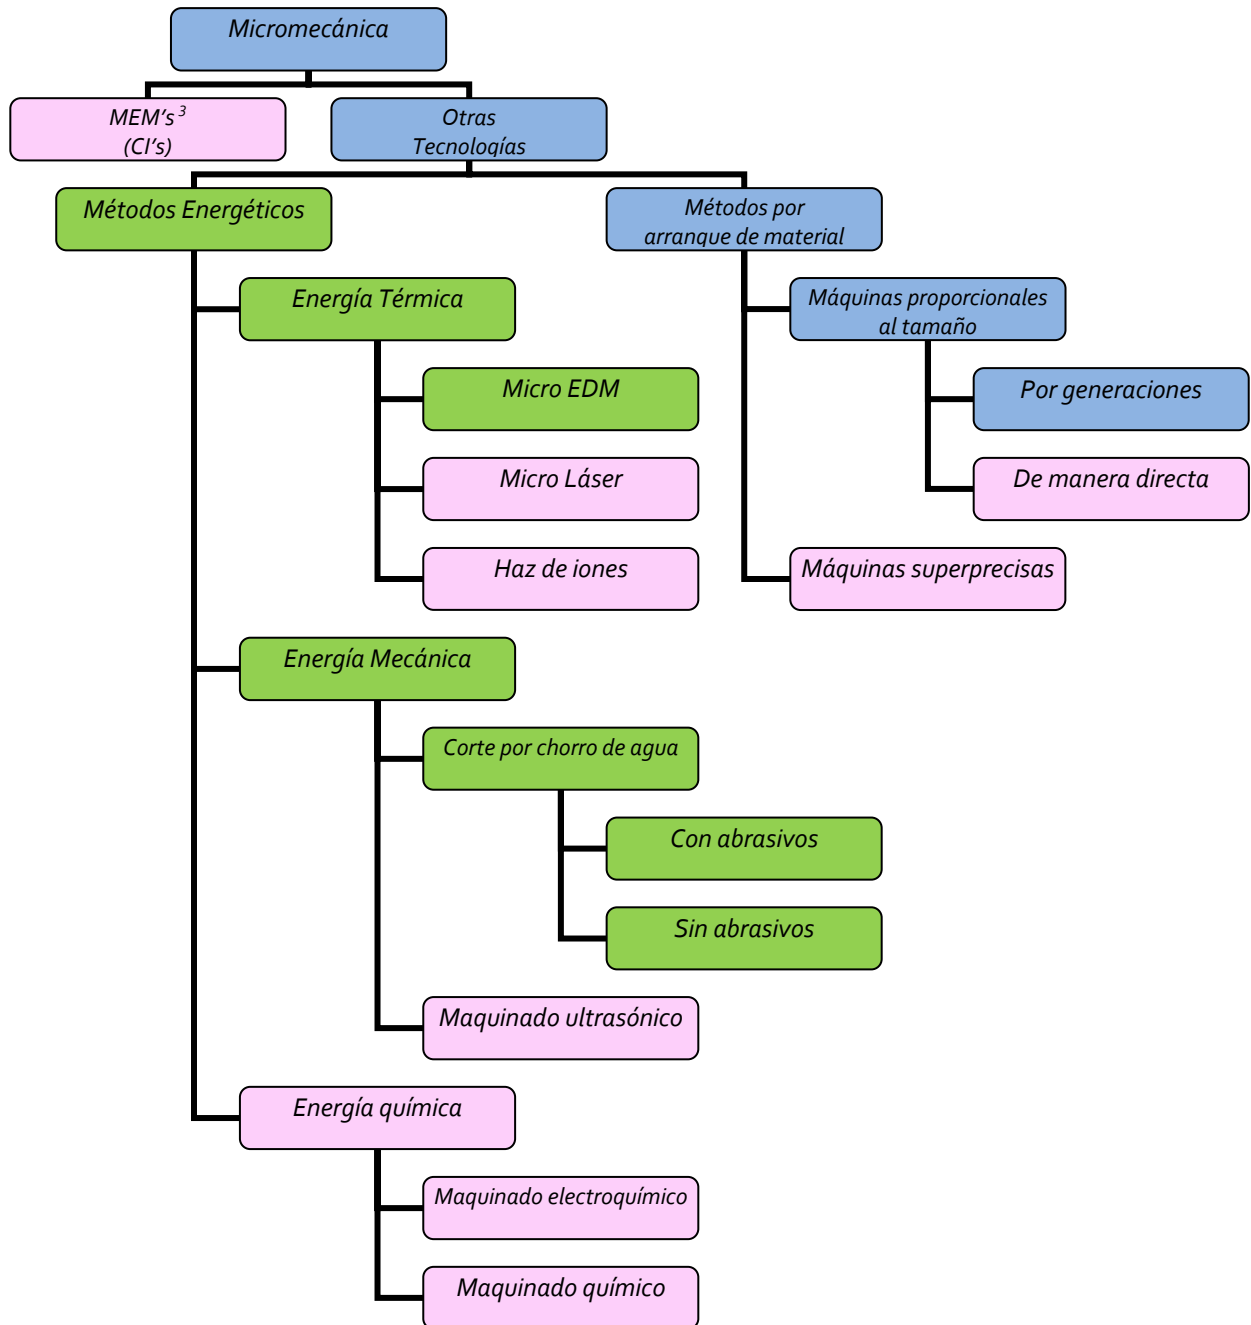 Micromecánica
MEM's ³
(CI's)
Otras
Tecnologías
Métodos Energéticos
Métodos por
arranque de material
Energía Térmica
Máquinas proporcionales
al tamaño
Micro EDM
Por generaciones
Micro Láser
De manera directa
Haz de iones
Máquinas superprecisas
Energía Mecánica
Corte por chorro de agua
Con abrasivos
Sin abrasivos
Maquinado ultrasónico
Energía química
Maquinado electroquímico
Maquinado químico